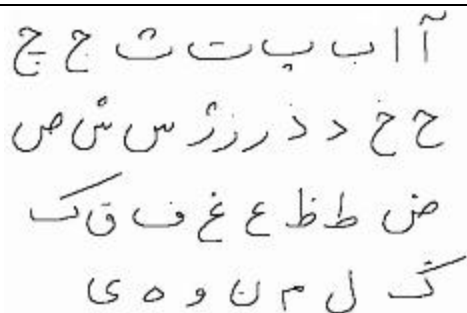 آ ا ب پ ت ث ج چ
ح خ د ذ ر ز ژ س ش ص
ض ط ظ ع غ ف ق ک
گ ل م ن و ه ی